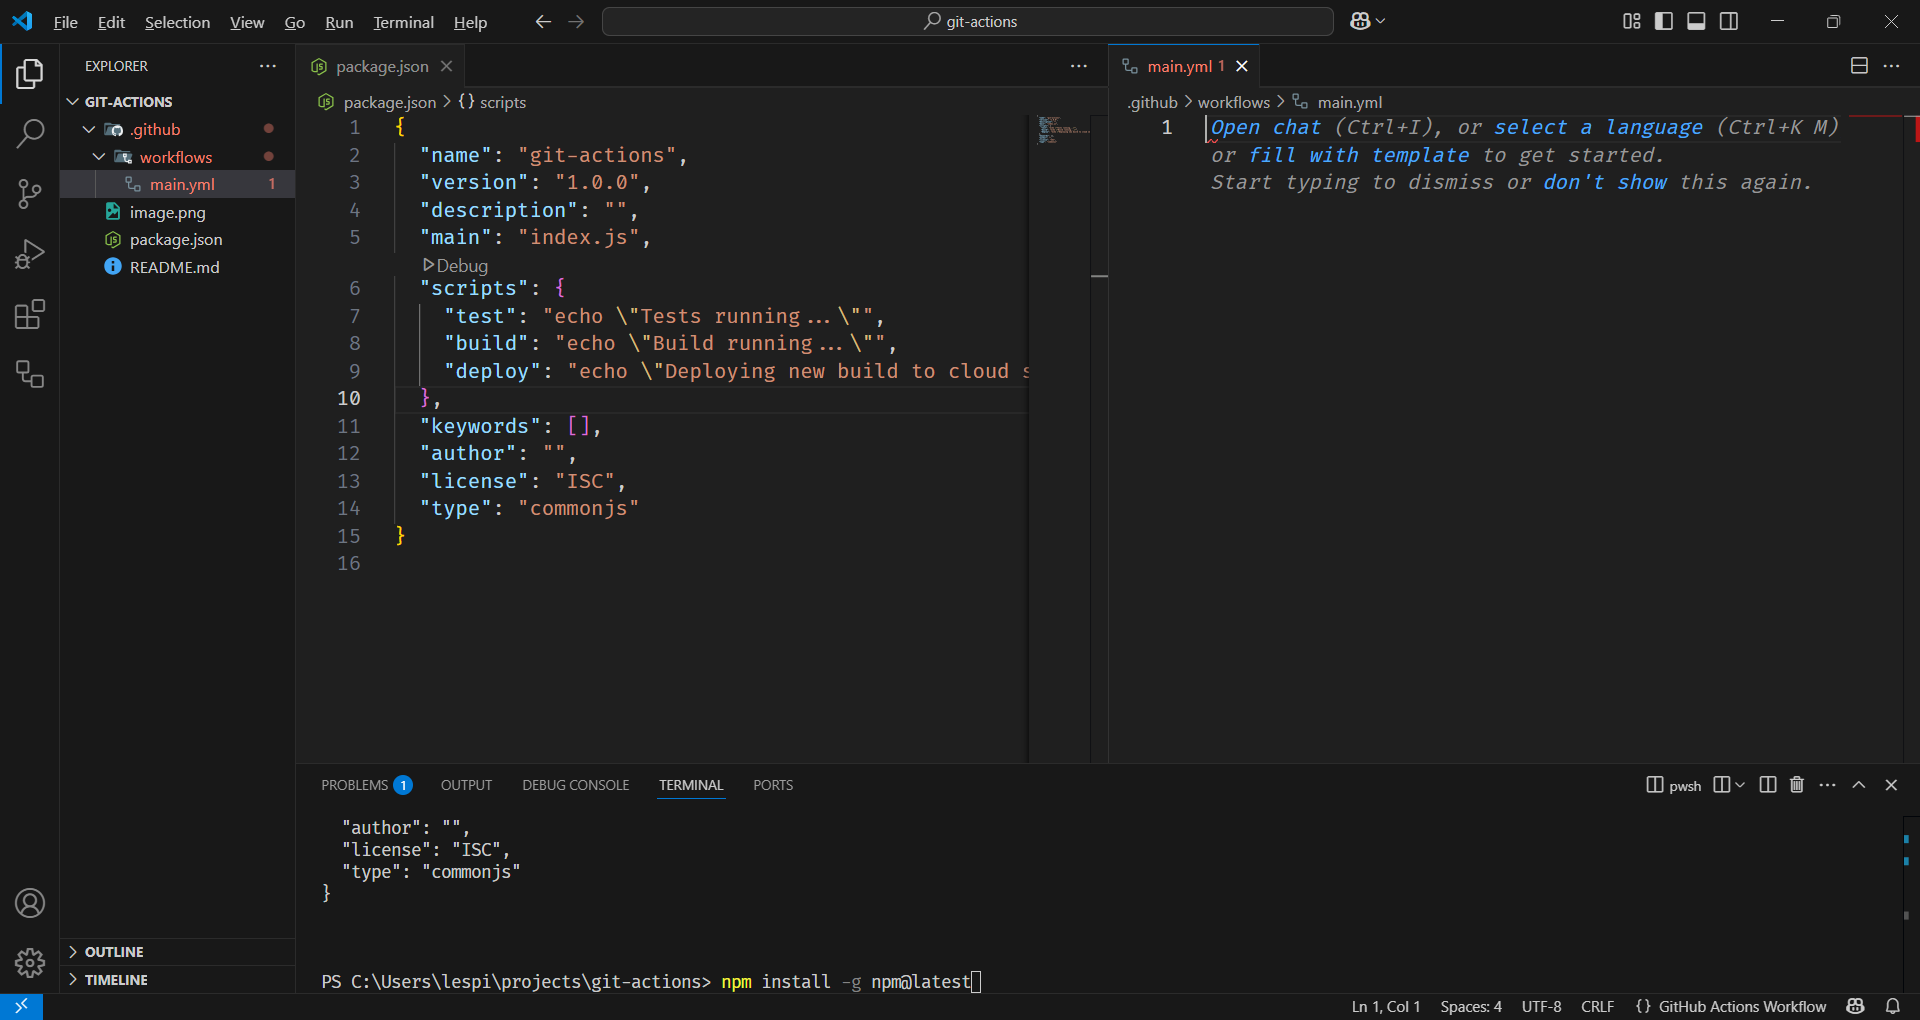 File Edit Selection View Go Run Terminal Help
git-actions
EXPLORER
GIT-ACTIONS
.github
workflows
main.yml 1
image.png
package.json
README.md
OUTLINE
TIMELINE
package.json
package.json > {} scripts
1 {
2 "name": "git-actions",
3 "version": "1.0.0",
4 "description": "",
5 "main": "index.js",
Debug
6 "scripts": {
7 "test": "echo \"Tests running...\"",
8 "build": "echo \"Build running...\"",
9 "deploy": "echo \"Deploying new build to cloud
10 },
11 "keywords": [],
12 "author": "",
13 "license": "ISC",
14 "type": "commonjs"
15 }
16
main.yml 1
.github > workflows > main.yml
1 Open chat (Ctrl+I), or select a language (Ctrl+K M)
or fill with template to get started.
Start typing to dismiss or don't show this again.
PROBLEMS 1 OUTPUT DEBUG CONSOLE TERMINAL PORTS
pwsh
"author": "",
"license": "ISC",
"type": "commonjs"
}
PS C:\Users\lespi\projects\git-actions> npm install -g npm@latest
Ln 1, Col 1 Spaces: 4 UTF-8 CRLF {} GitHub Actions Workflow